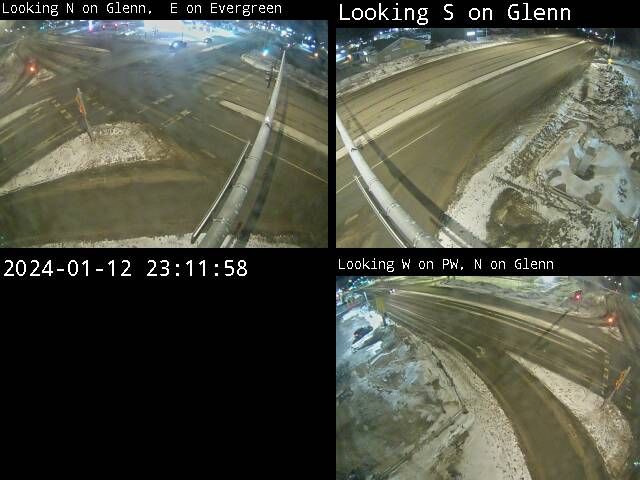 Looking N on Glenn, E on Evergreen
Looking S on Glenn
2024-01-12 23:11:58
Looking W on PW, N on Glenn